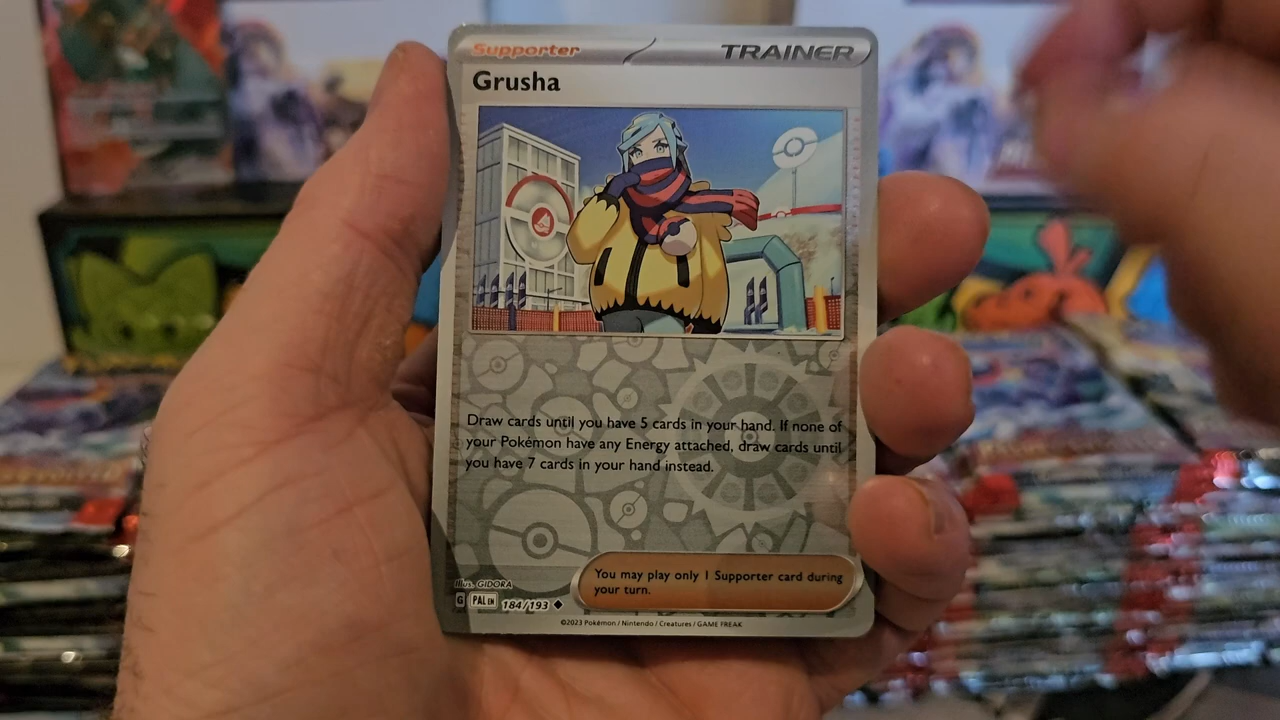 Supporter
TRAINER
Grusha
Draw cards until you have 5 cards in your hand. If none of
your Pokémon have any Energy attached, draw cards until
you have 7 cards in your hand instead.
You may play only 1 Supporter card during
your turn.
Illus. GIDORA
G PAL EN 184/193
©2023 Pokémon / Nintendo / Creatures / GAME FREAK